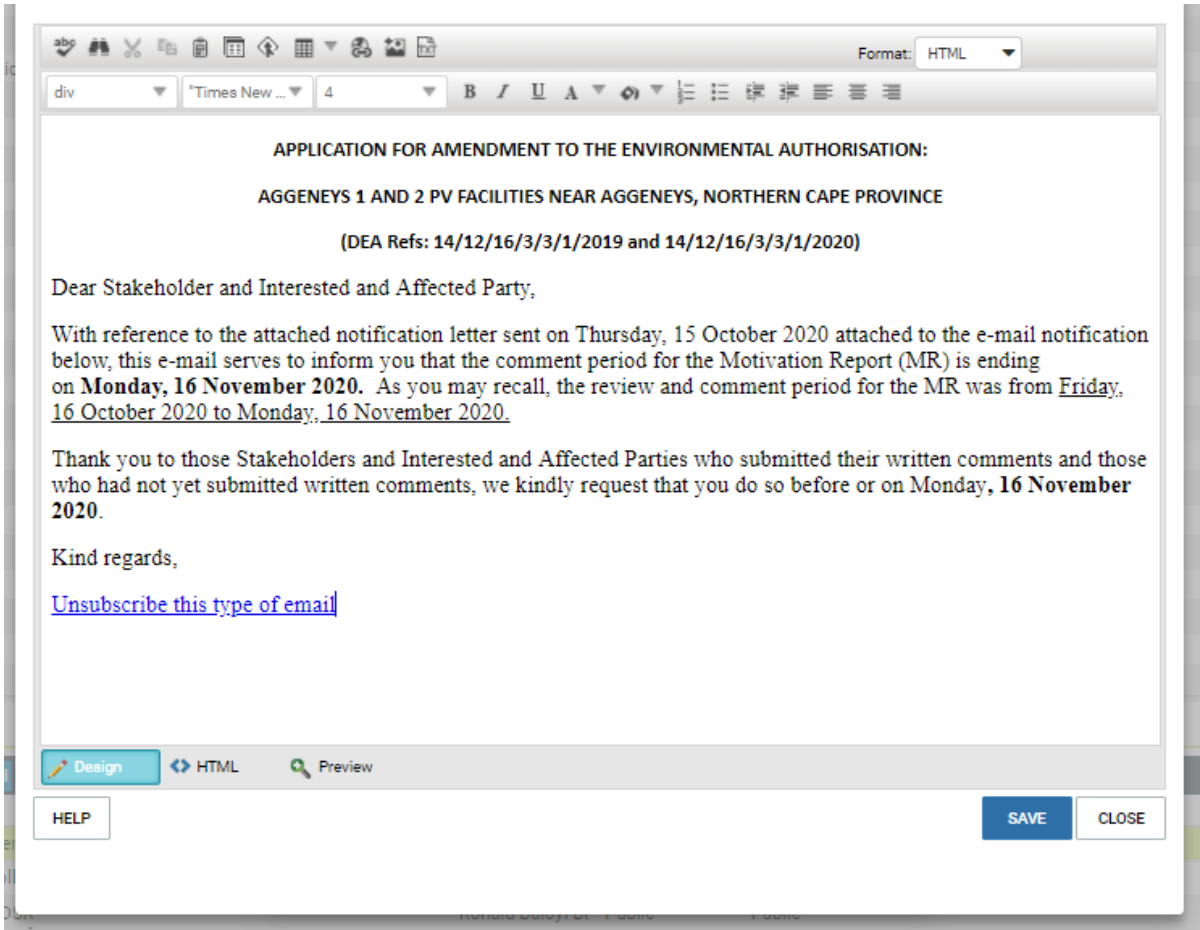 Format: HTML
div "Times New ... 4 B I U A
APPLICATION FOR AMENDMENT TO THE ENVIRONMENTAL AUTHORISATION:
AGGENEYS 1 AND 2 PV FACILITIES NEAR AGGENEYS, NORTHERN CAPE PROVINCE
(DEA Refs: 14/12/16/3/3/1/2019 and 14/12/16/3/3/1/2020)
Dear Stakeholder and Interested and Affected Party,
With reference to the attached notification letter sent on Thursday, 15 October 2020 attached to the e-mail notification
below, this e-mail serves to inform you that the comment period for the Motivation Report (MR) is ending
on Monday, 16 November 2020.  As you may recall, the review and comment period for the MR was from Friday,
16 October 2020 to Monday, 16 November 2020.
Thank you to those Stakeholders and Interested and Affected Parties who submitted their written comments and those
who had not yet submitted written comments, we kindly request that you do so before or on Monday, 16 November
2020.
Kind regards,
Unsubscribe this type of email
Design HTML Preview
HELP SAVE CLOSE